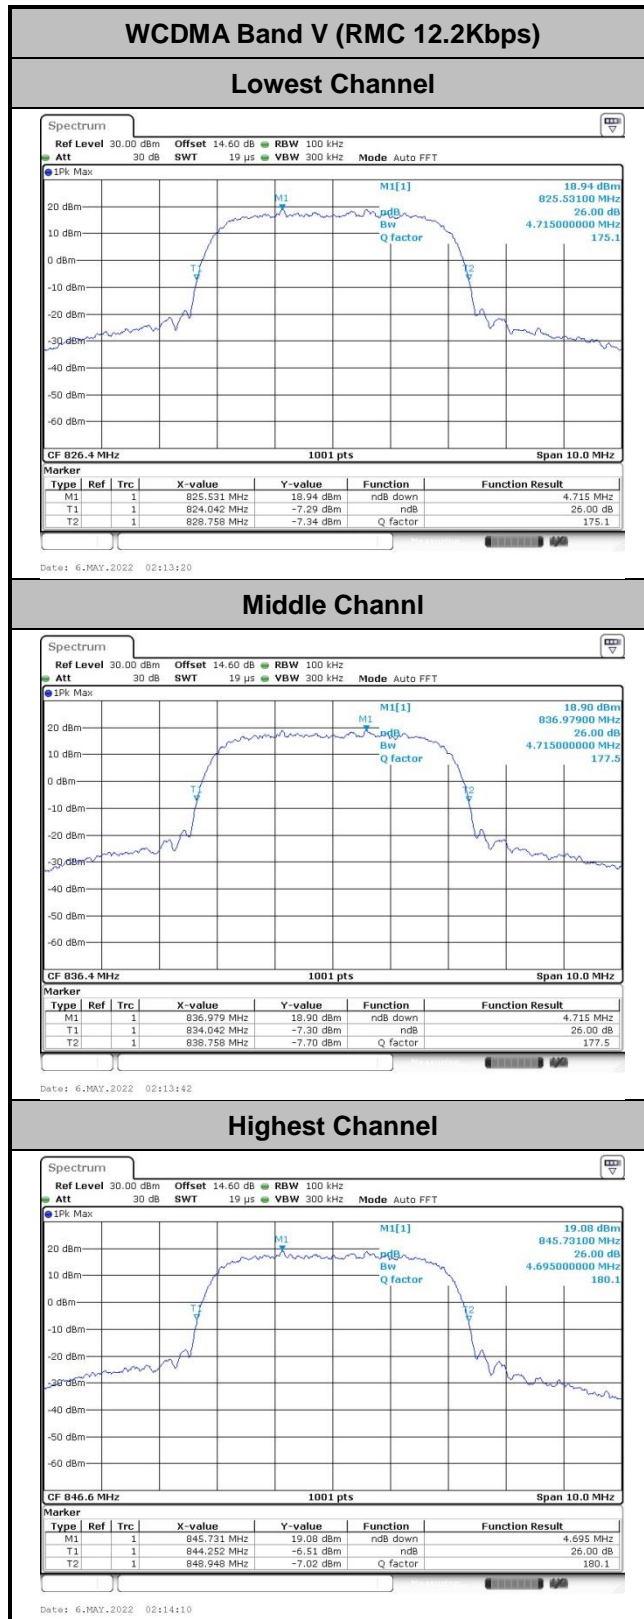 WCDMA Band V (RMC 12.2Kbps)
Lowest Channel
Spectrum
Ref Level 30.00 dBm Offset 14.60 dB RBW 100 kHz
Att 30 dB SWT 19 µs VBW 300 kHz Mode Auto FFT
1Pk Max
M1[1] 18.94 dBm
825.53100 MHz
M1
20 dBm
ndB 26.00 dB
Bw 4.715000000 MHz
10 dBm
Q factor 175.1
0 dBm
T1
T2
-10 dBm
-20 dBm
-30 dBm
-40 dBm
-50 dBm
-60 dBm
CF 826.4 MHz 1001 pts Span 10.0 MHz
Marker
Type Ref Trc X-value Y-value Function Function Result
M1 1 825.531 MHz 18.94 dBm ndB down 4.715 MHz
T1 1 824.042 MHz -7.29 dBm ndB 26.00 dB
T2 1 828.758 MHz -7.34 dBm Q factor 175.1
Date: 6.MAY.2022 02:13:20
Middle Channl
Spectrum
Ref Level 30.00 dBm Offset 14.60 dB RBW 100 kHz
Att 30 dB SWT 19 µs VBW 300 kHz Mode Auto FFT
1Pk Max
M1[1] 18.90 dBm
836.97900 MHz
M1
20 dBm
ndB 26.00 dB
Bw 4.715000000 MHz
10 dBm
Q factor 177.5
0 dBm
T1
T2
-10 dBm
-20 dBm
-30 dBm
-40 dBm
-50 dBm
-60 dBm
CF 836.4 MHz 1001 pts Span 10.0 MHz
Marker
Type Ref Trc X-value Y-value Function Function Result
M1 1 836.979 MHz 18.90 dBm ndB down 4.715 MHz
T1 1 834.042 MHz -7.30 dBm ndB 26.00 dB
T2 1 838.758 MHz -7.70 dBm Q factor 177.5
Date: 6.MAY.2022 02:13:42
Highest Channel
Spectrum
Ref Level 30.00 dBm Offset 14.60 dB RBW 100 kHz
Att 30 dB SWT 19 µs VBW 300 kHz Mode Auto FFT
1Pk Max
M1[1] 19.08 dBm
845.73100 MHz
M1
20 dBm
ndB 26.00 dB
Bw 4.695000000 MHz
10 dBm
Q factor 180.1
0 dBm
T1
T2
-10 dBm
-20 dBm
-30 dBm
-40 dBm
-50 dBm
-60 dBm
CF 846.6 MHz 1001 pts Span 10.0 MHz
Marker
Type Ref Trc X-value Y-value Function Function Result
M1 1 845.731 MHz 19.08 dBm ndB down 4.695 MHz
T1 1 844.252 MHz -6.51 dBm ndB 26.00 dB
T2 1 848.948 MHz -7.02 dBm Q factor 180.1
Date: 6.MAY.2022 02:14:10